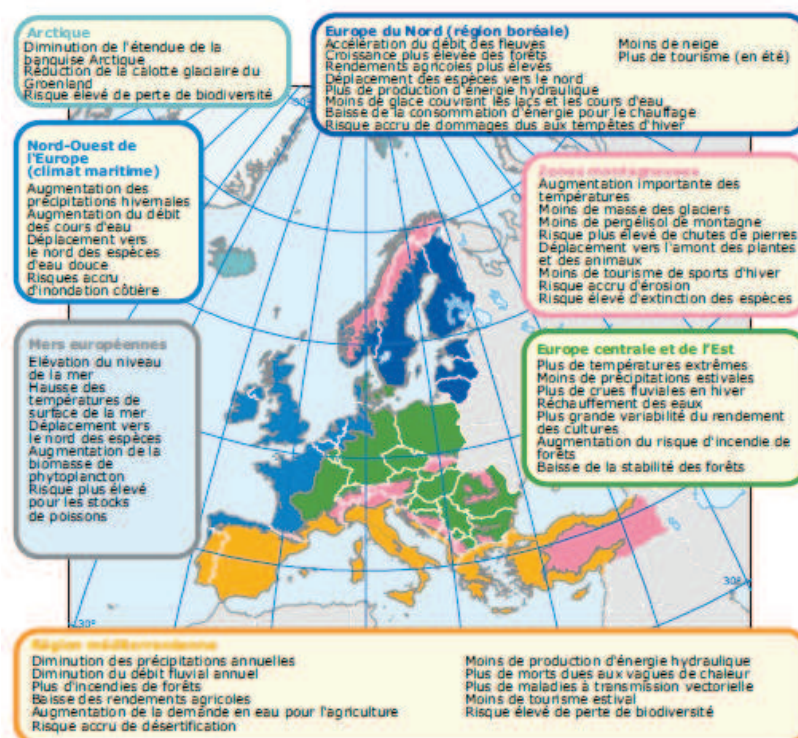 Arctique
Diminution de l'étendue de la
banquise Arctique
Réduction de la calotte glaciaire du
Groenland
Risque élevé de perte de biodiversité
Europe du Nord (région boréale)
Accélération du débit des fleuves
Croissance plus élevée des forêts
Rendements agricoles plus élevés
Déplacement des espèces vers le nord
Plus de production d'énergie hydraulique
Moins de glace couvrant les lacs et les cours d'eau
Baisse de la consommation d'énergie pour le chauffage
Risque accru de dommages dus aux tempêtes d'hiver
Moins de neige
Plus de tourisme (en été)
Nord-Ouest de
l'Europe
(climat maritime)
Augmentation des
précipitations hivernales
Augmentation du débit
des cours d'eau
Déplacement vers
le nord des espèces
d'eau douce
Risques accru
d'inondation côtière
Zones montagneuses
Augmentation importante des
températures
Moins de masse des glaciers
Moins de pergélisol de montagne
Risque plus élevé de chutes de pierres
Déplacement vers l'amont des plantes
et des animaux
Moins de tourisme de sports d'hiver
Risque accru d'érosion
Risque élevé d'extinction des espèces
Mers européennes
Elévation du niveau
de la mer
Hausse des
températures de
surface de la mer
Déplacement vers
le nord des espèces
Augmentation de la
biomasse de
phytoplancton
Risque plus élevé
pour les stocks
de poissons
Europe centrale et de l'Est
Plus de températures extrêmes
Moins de précipitations estivales
Plus de crues fluviales en hiver
Réchauffement des eaux
Plus grande variabilité du rendement
des cultures
Augmentation du risque d'incendie de
forêts
Baisse de la stabilité des forêts
30°
30°
Région méditerranéenne
Diminution des précipitations annuelles
Diminution du débit fluvial annuel
Plus d'incendies de forêts
Baisse des rendements agricoles
Augmentation de la demande en eau pour l'agriculture
Risque accru de désertification
Moins de production d'énergie hydraulique
Plus de morts dues aux vagues de chaleur
Plus de maladies à transmission vectorielle
Moins de tourisme estival
Risque élevé de perte de biodiversité